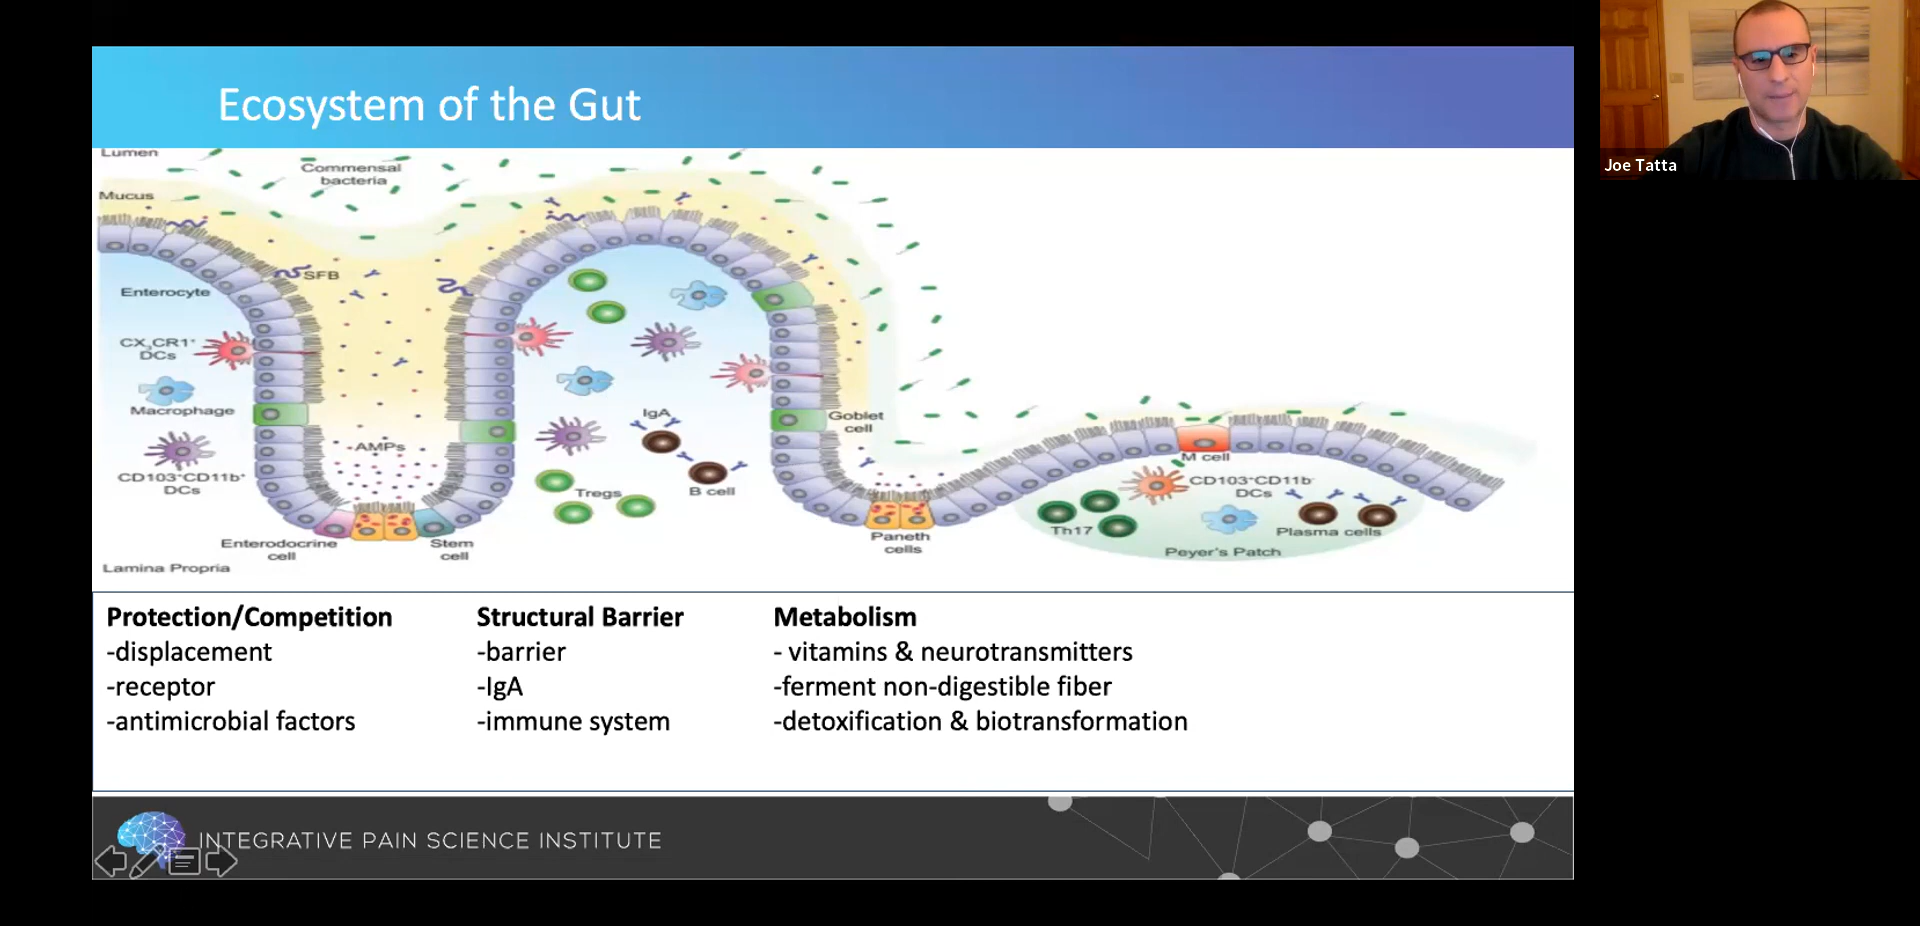 Ecosystem of the Gut
Joe Tatta
Lumen
Commensal
bacteria
Mucus
SFB
Enterocyte
CX₃CR1⁺
DCs
Macrophage
AMPs
CD103⁺CD11b⁺
DCs
IgA
Goblet
cell
Tregs
B cell
M cell
CD103⁺CD11b⁻
DCs
Th17
Plasma cells
Peyer's Patch
Enterodocrine
cell
Stem
cell
Paneth
cells
Lamina Propria
Protection/Competition
-displacement
-receptor
-antimicrobial factors
Structural Barrier
-barrier
-IgA
-immune system
Metabolism
- vitamins & neurotransmitters
-ferment non-digestible fiber
-detoxification & biotransformation
INTEGRATIVE PAIN SCIENCE INSTITUTE